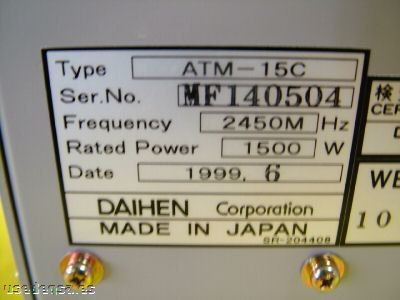 Type ATM-15C
Ser.No. MF140504
Frequency 2450M Hz
Rated Power 1500 W
Date 1999. 6
DAIHEN Corporation
MADE IN JAPAN
SR-204408
検
CER
WE
10